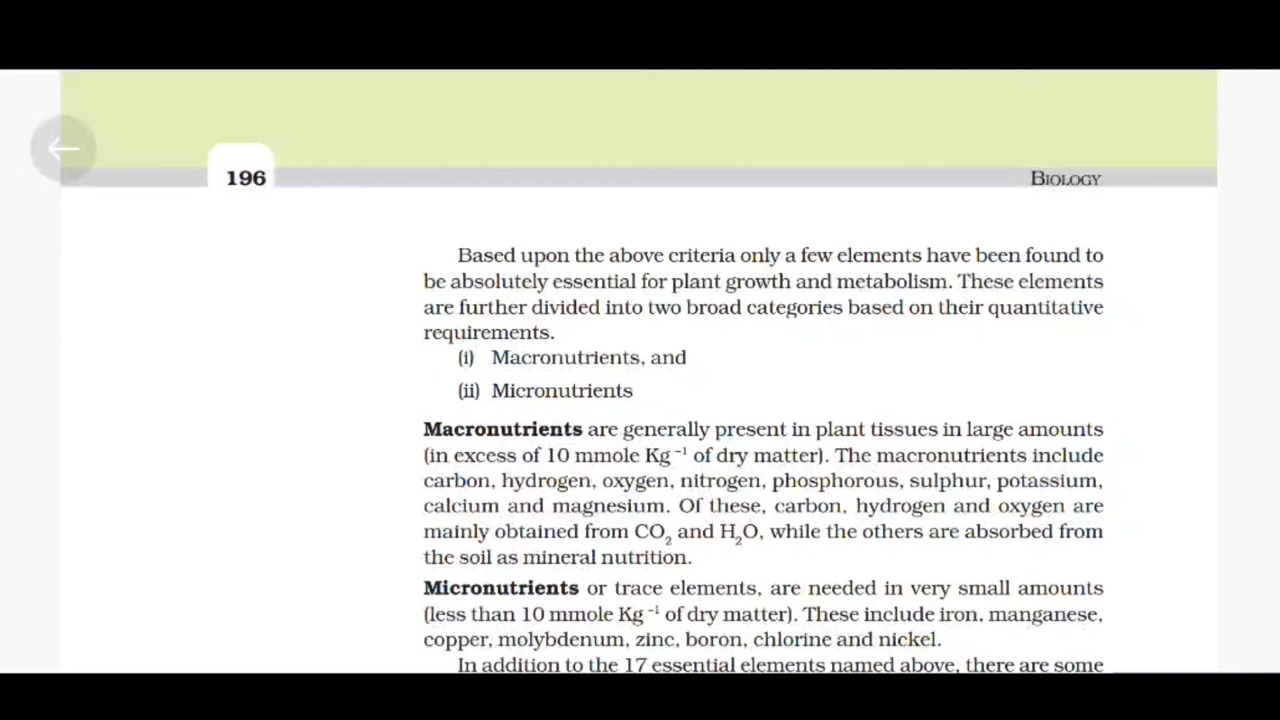 196
BIOLOGY
Based upon the above criteria only a few elements have been found to
be absolutely essential for plant growth and metabolism. These elements
are further divided into two broad categories based on their quantitative
requirements.
(i) Macronutrients, and
(ii) Micronutrients
Macronutrients are generally present in plant tissues in large amounts
(in excess of 10 mmole Kg⁻¹ of dry matter). The macronutrients include
carbon, hydrogen, oxygen, nitrogen, phosphorous, sulphur, potassium,
calcium and magnesium. Of these, carbon, hydrogen and oxygen are
mainly obtained from CO₂ and H₂O, while the others are absorbed from
the soil as mineral nutrition.
Micronutrients or trace elements, are needed in very small amounts
(less than 10 mmole Kg⁻¹ of dry matter). These include iron, manganese,
copper, molybdenum, zinc, boron, chlorine and nickel.
In addition to the 17 essential elements named above, there are some